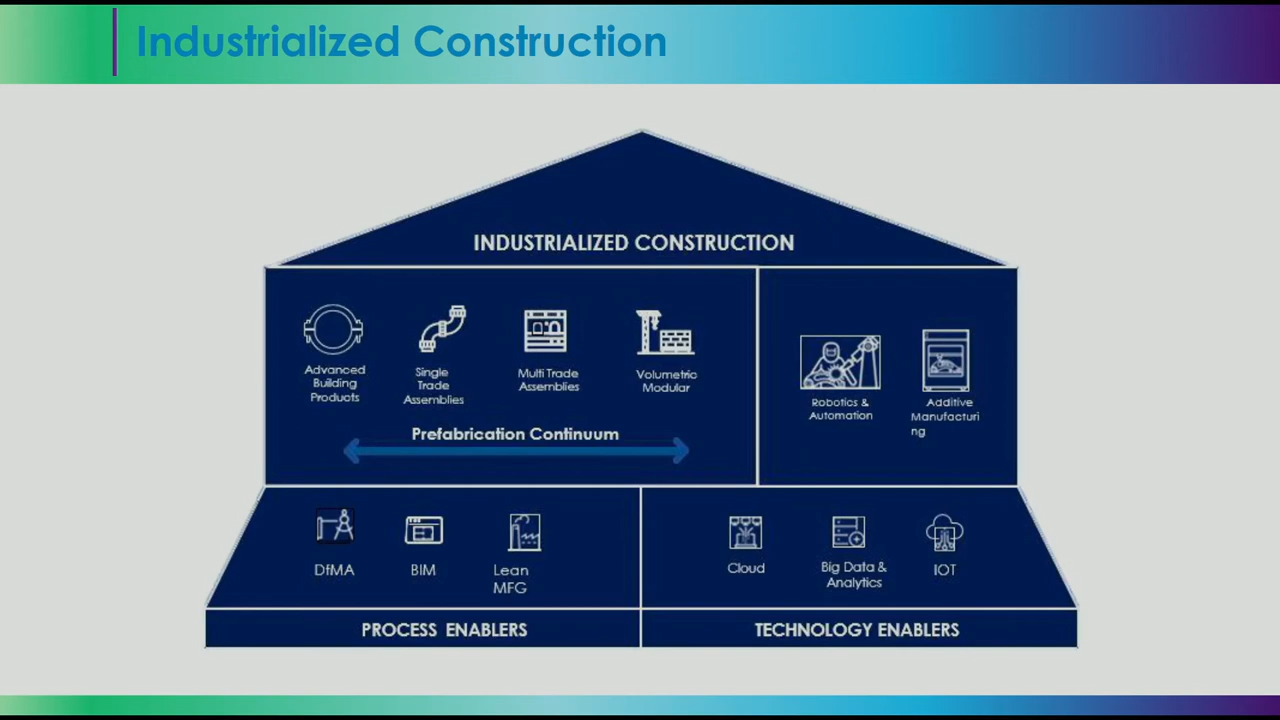 Industrialized Construction
INDUSTRIALIZED CONSTRUCTION
Advanced
Building
Products
Single
Trade
Assemblies
Multi Trade
Assemblies
Volumetric
Modular
Prefabrication Continuum
Robotics &
Automation
Additive
Manufacturi
ng
DfMA
BIM
Lean
MFG
Cloud
Big Data &
Analytics
IOT
PROCESS ENABLERS
TECHNOLOGY ENABLERS